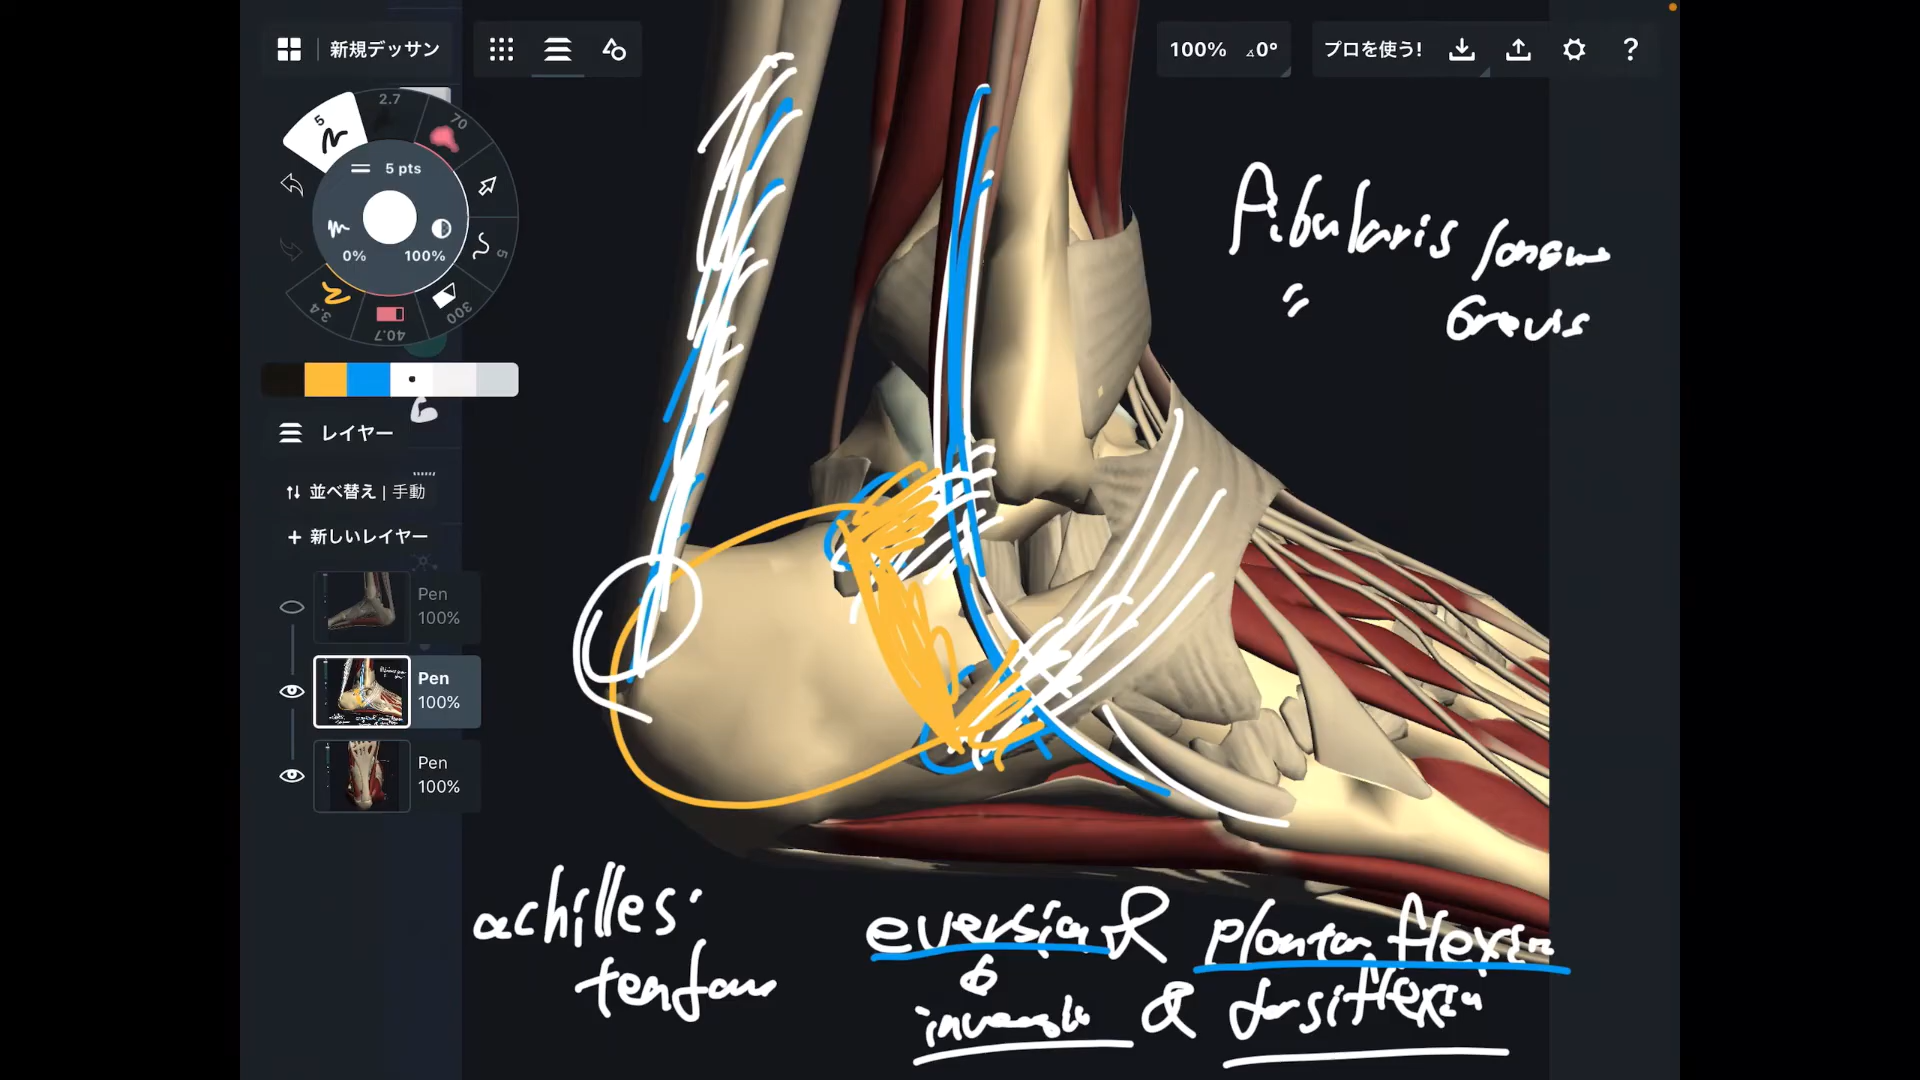 新規デッサン
100% 0°
プロを使う! ?
2.7
5
70
5 pts
5
0% 100%
3.4
40.7
300
レイヤー
並べ替え | 手動
+ 新しいレイヤー
Pen
100%
Pen
100%
Pen
100%
Fibularis longus
〃 brevis
achilles
tendon
eversion & plantar flexion
&
& dorsiflexion